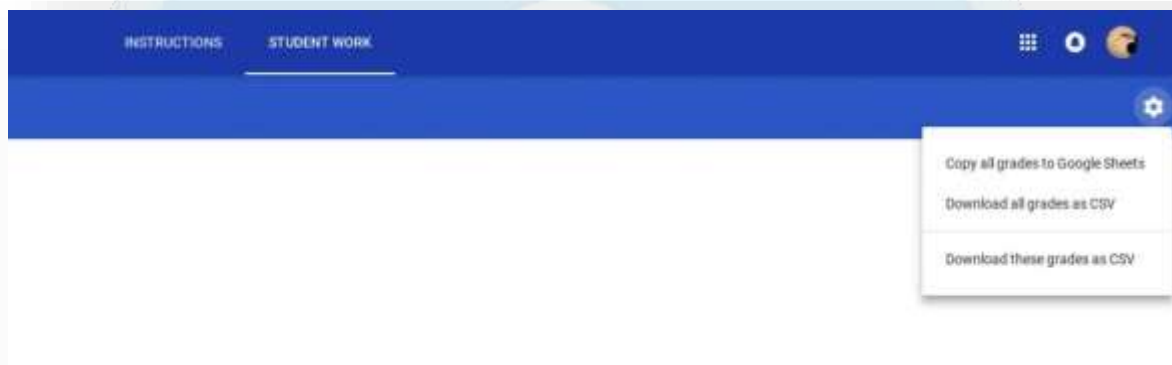 INSTRUCTIONS STUDENT WORK
Copy all grades to Google Sheets
Download all grades as CSV
Download these grades as CSV